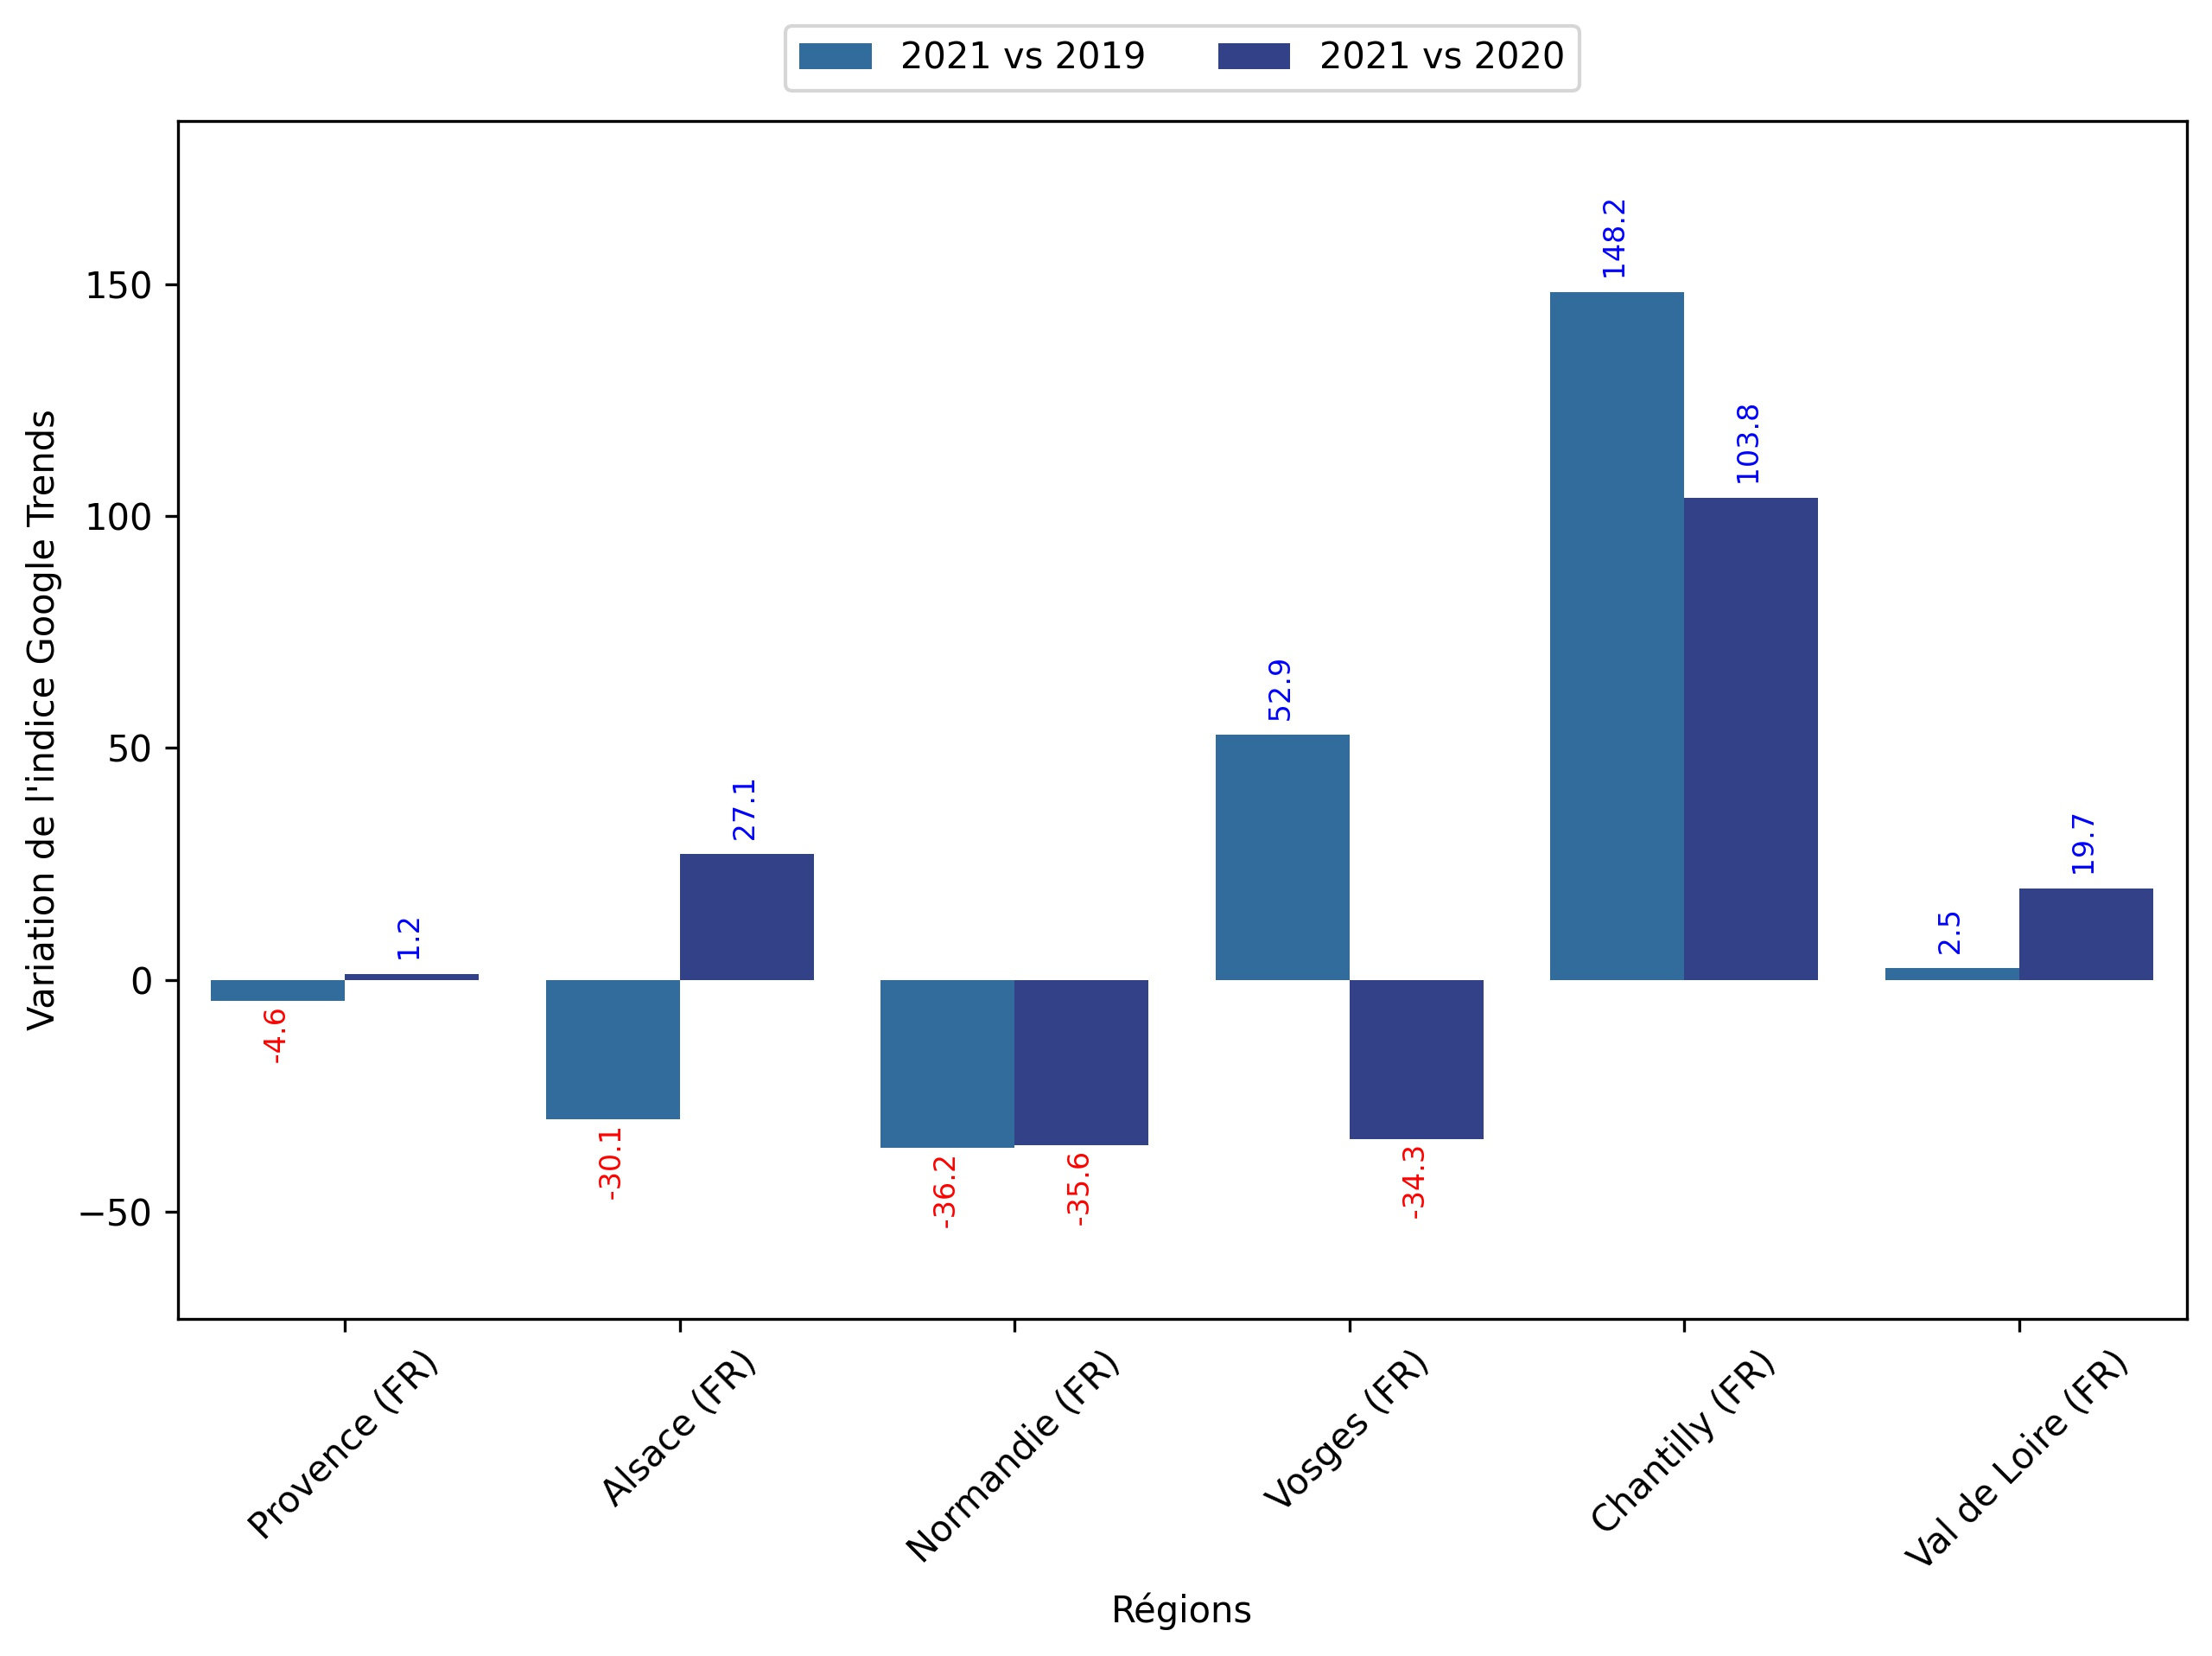 2021 vs 2019
2021 vs 2020
Variation de l'indice Google Trends
150
100
50
0
−50
-4.6
1.2
-30.1
27.1
-36.2
-35.6
52.9
-34.3
148.2
103.8
2.5
19.7
Provence (FR)
Alsace (FR)
Normandie (FR)
Vosges (FR)
Chantilly (FR)
Val de Loire (FR)
Régions